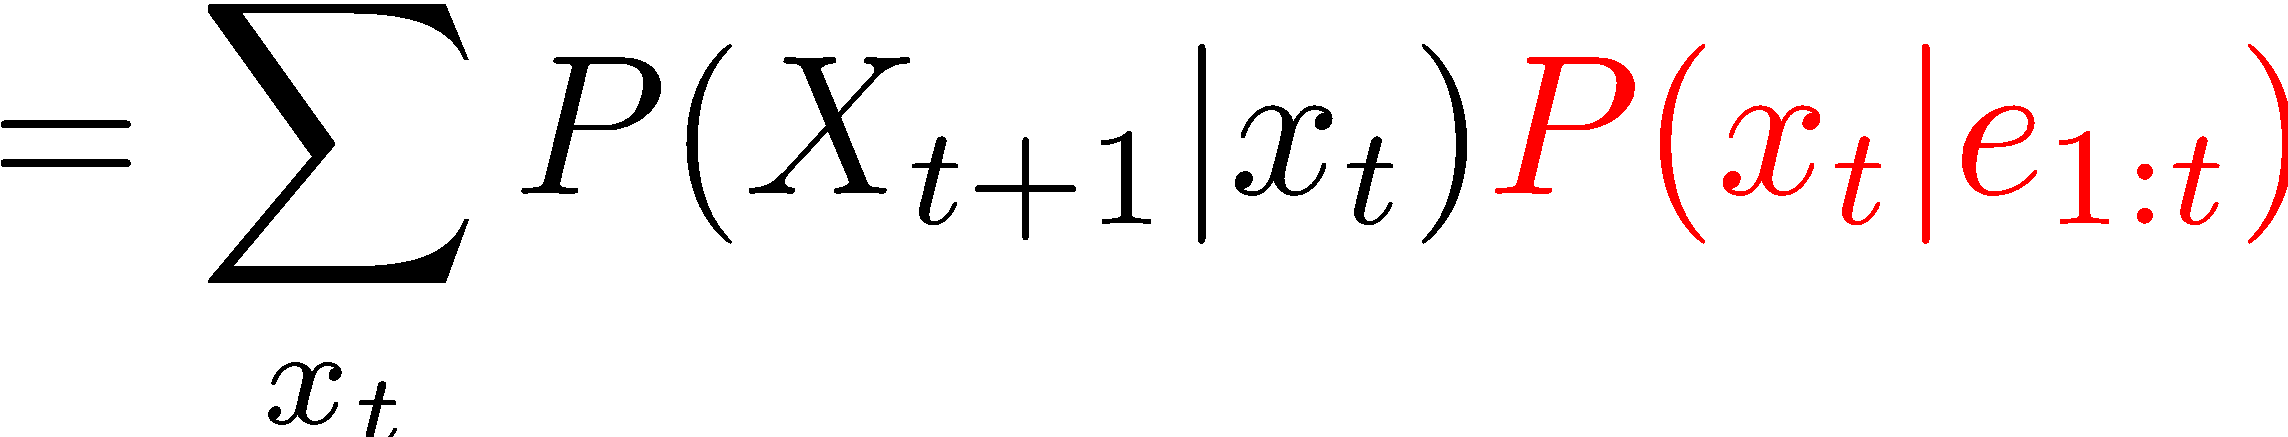 = ∑_{x_t} P(X_{t+1}|x_t)P(x_t|e_{1:t})